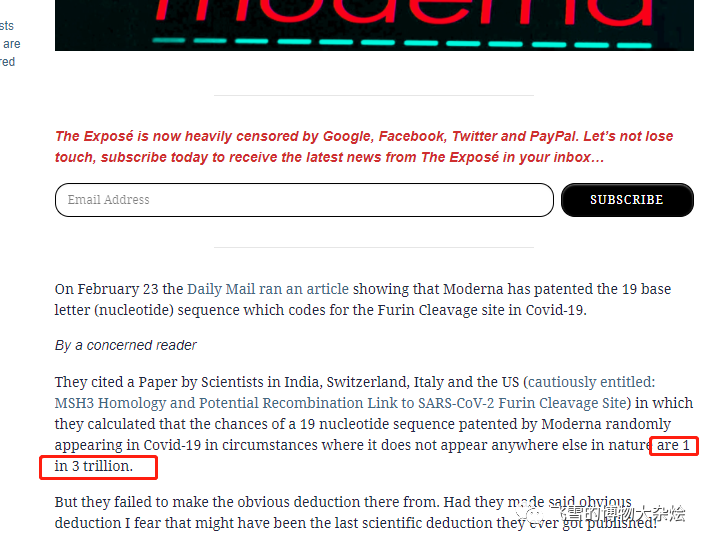 moderna
sts
are
red
The Exposé is now heavily censored by Google, Facebook, Twitter and PayPal. Let's not lose
touch, subscribe today to receive the latest news from The Exposé in your inbox…
Email Address
SUBSCRIBE
On February 23 the Daily Mail ran an article showing that Moderna has patented the 19 base
letter (nucleotide) sequence which codes for the Furin Cleavage site in Covid-19.
By a concerned reader
They cited a Paper by Scientists in India, Switzerland, Italy and the US (cautiously entitled:
MSH3 Homology and Potential Recombination Link to SARS-CoV-2 Furin Cleavage Site) in which
they calculated that the chances of a 19 nucleotide sequence patented by Moderna randomly
appearing in Covid-19 in circumstances where it does not appear anywhere else in nature are 1
in 3 trillion.
But they failed to make the obvious deduction there from. Had they made said obvious
deduction I fear that might have been the last scientific deduction they ever got published!
飞雪的博物大杂烩